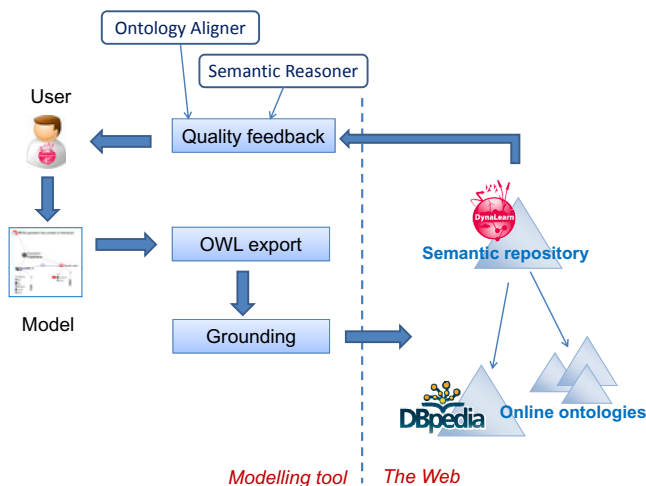 Ontology Aligner
Semantic Reasoner
User
Quality feedback
DynaLearn
Semantic repository
OWL export
Model
Grounding
DBpedia
Online ontologies
Modelling tool
The Web